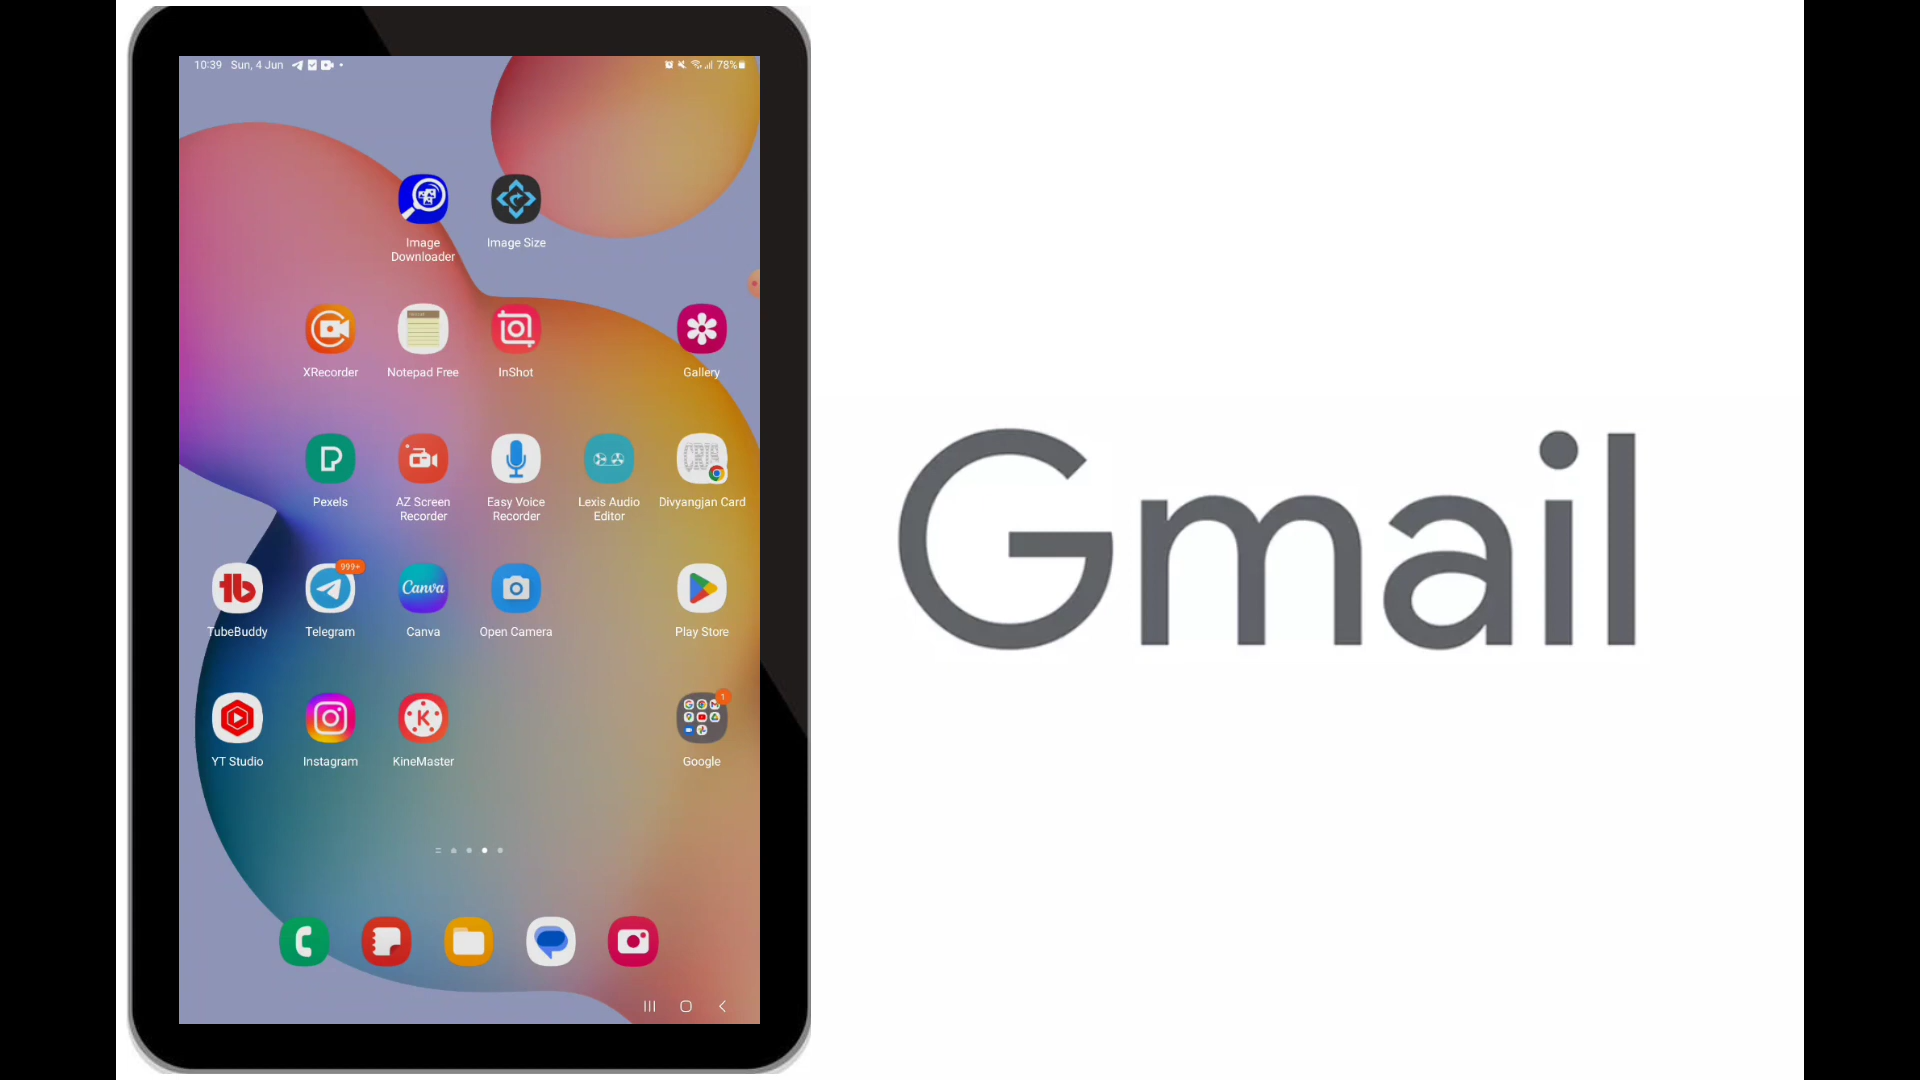 10:39 Sun, 4 Jun
78%
Image
Downloader
Image Size
XRecorder
Notepad Free
InShot
Gallery
Pexels
AZ Screen
Recorder
Easy Voice
Recorder
Lexis Audio
Editor
CRIS
Divyangjan Card
999+
TubeBuddy
Telegram
Canva
Canva
Open Camera
Play Store
1
YT Studio
Instagram
K
KineMaster
Google
Gmail